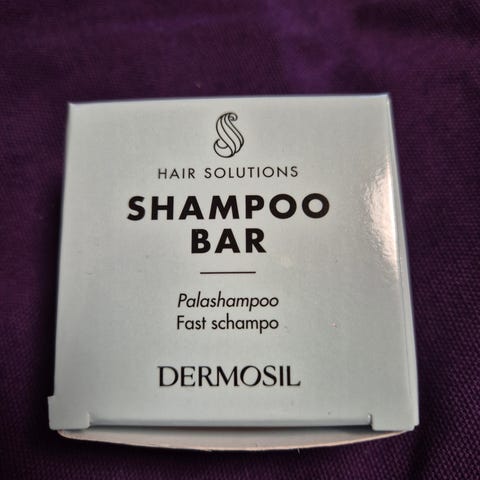 HAIR SOLUTIONS
SHAMPOO
BAR
Palashampoo
Fast schampo
DERMOSIL